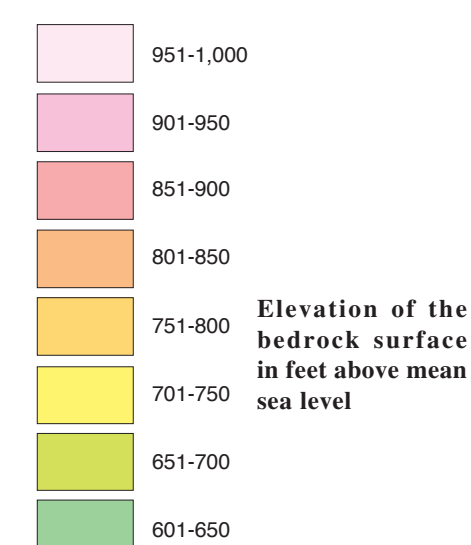 951-1,000
901-950
851-900
801-850
751-800
701-750
651-700
601-650
Elevation of the
bedrock surface
in feet above mean
sea level